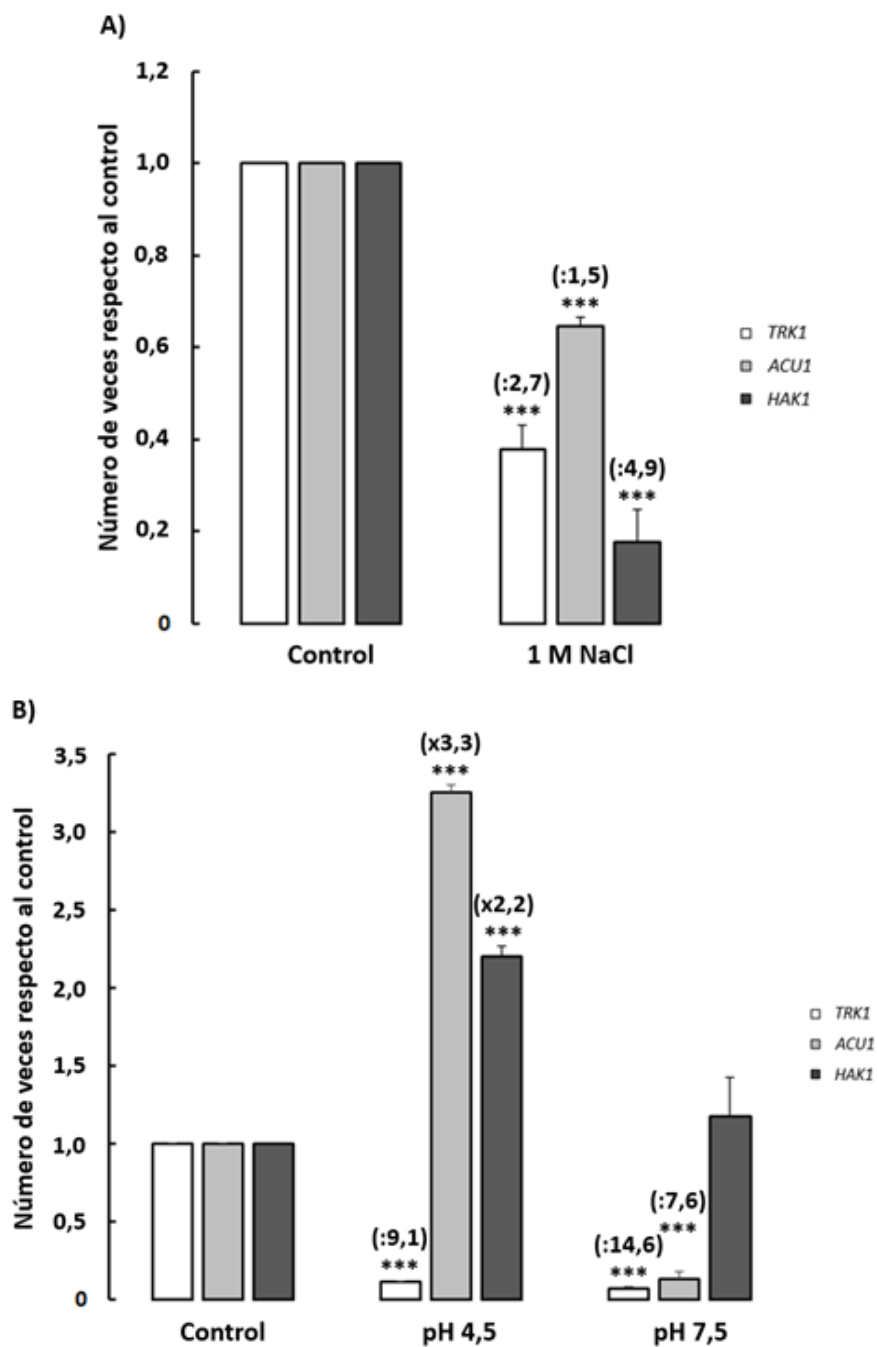 A)
Número de veces respecto al control
1,2
1,0
0,8
0,6
0,4
0,2
0
(:2,7)
***
(:1,5)
***
(:4,9)
***
TRK1
ACU1
HAK1
Control
1 M NaCl
B)
Número de veces respecto al control
3,5
3,0
2,5
2,0
1,5
1,0
0,5
0
(:9,1)
***
(x3,3)
***
(x2,2)
***
(:14,6)
***
(:7,6)
***
TRK1
ACU1
HAK1
Control
pH 4,5
pH 7,5